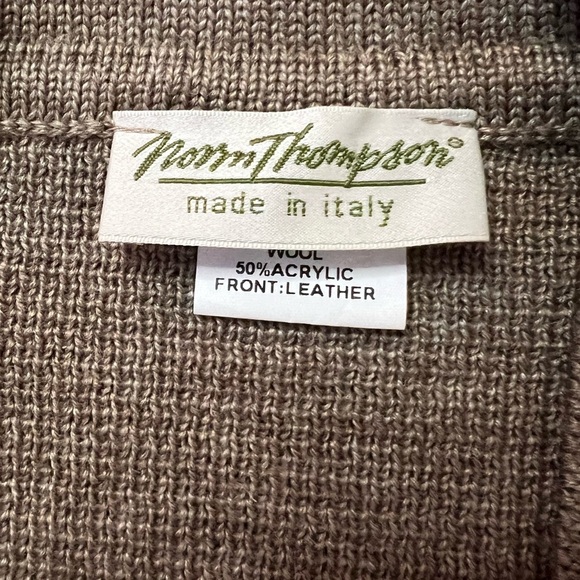 Norm Thompson®
made in italy
WOOL
50%ACRYLIC
FRONT:LEATHER